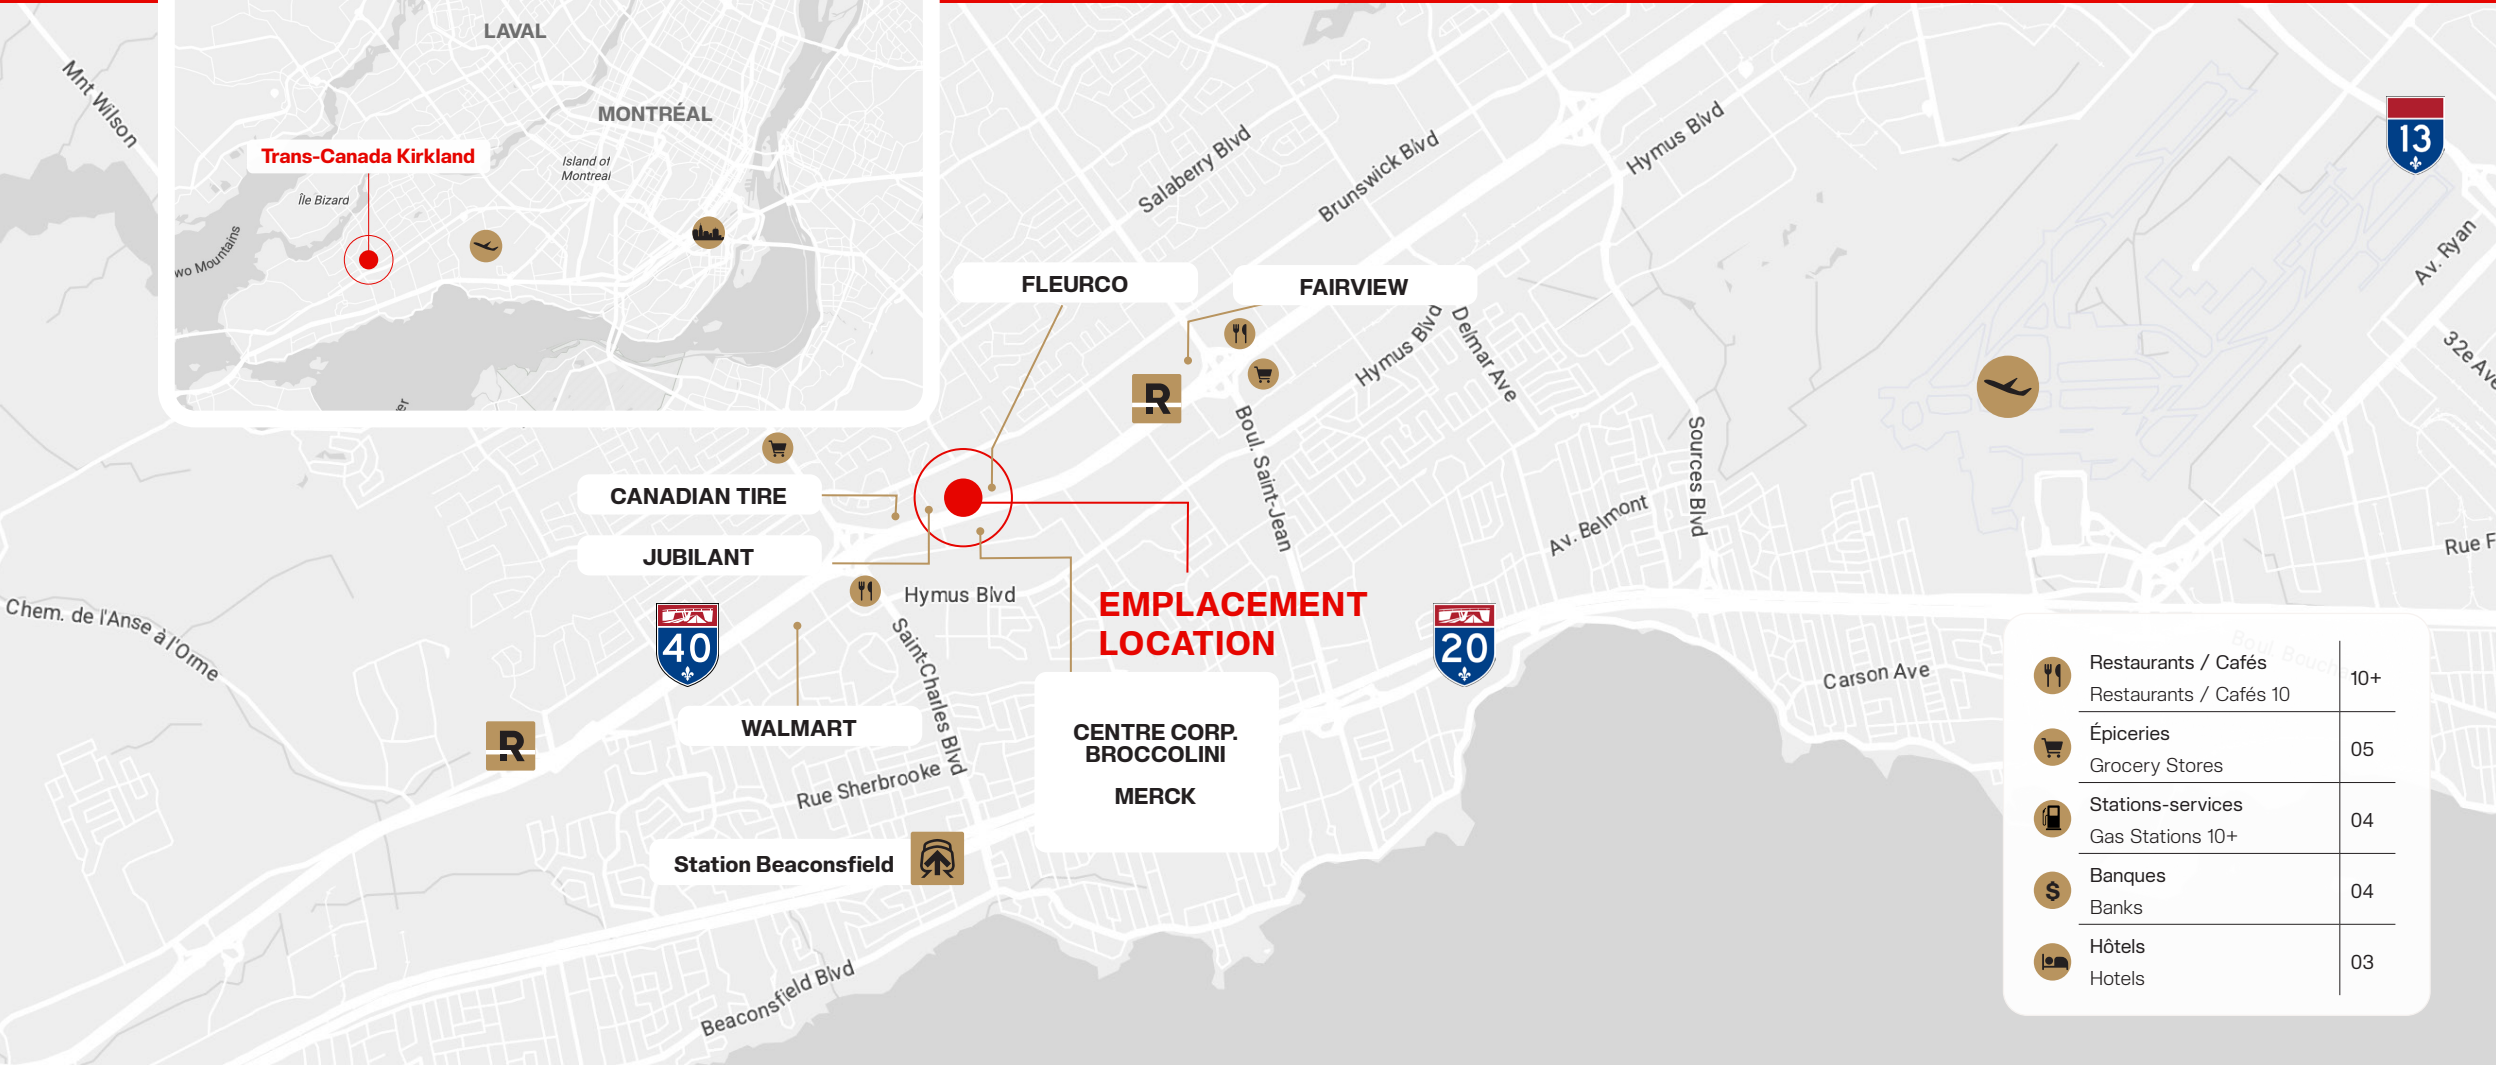 LAVAL
MONTRÉAL
Trans-Canada Kirkland
Island of
Montreal
Île Bizard
wo Mountains
er
Mnt Wilson
Salaberry Blvd
Brunswick Blvd
Hymus Blvd
13
Av. Ryan
32e Ave
FLEURCO
FAIRVIEW
Hymus Blvd
Delmar Ave
R
Boul. Saint-Jean
Sources Blvd
Av. Belmont
Rue F
CANADIAN TIRE
JUBILANT
Hymus Blvd
EMPLACEMENT
LOCATION
Chem. de l'Anse à l'Orme
40
20
Saint-Charles Blvd
WALMART
R
CENTRE CORP.
BROCCOLINI
MERCK
Rue Sherbrooke
Station Beaconsfield
Beaconsfield Blvd
Carson Ave
Restaurants / Cafés
Restaurants / Cafés 10
10+
Épiceries
Grocery Stores
05
Stations-services
Gas Stations 10+
04
$
Banques
Banks
04
Hôtels
Hotels
03